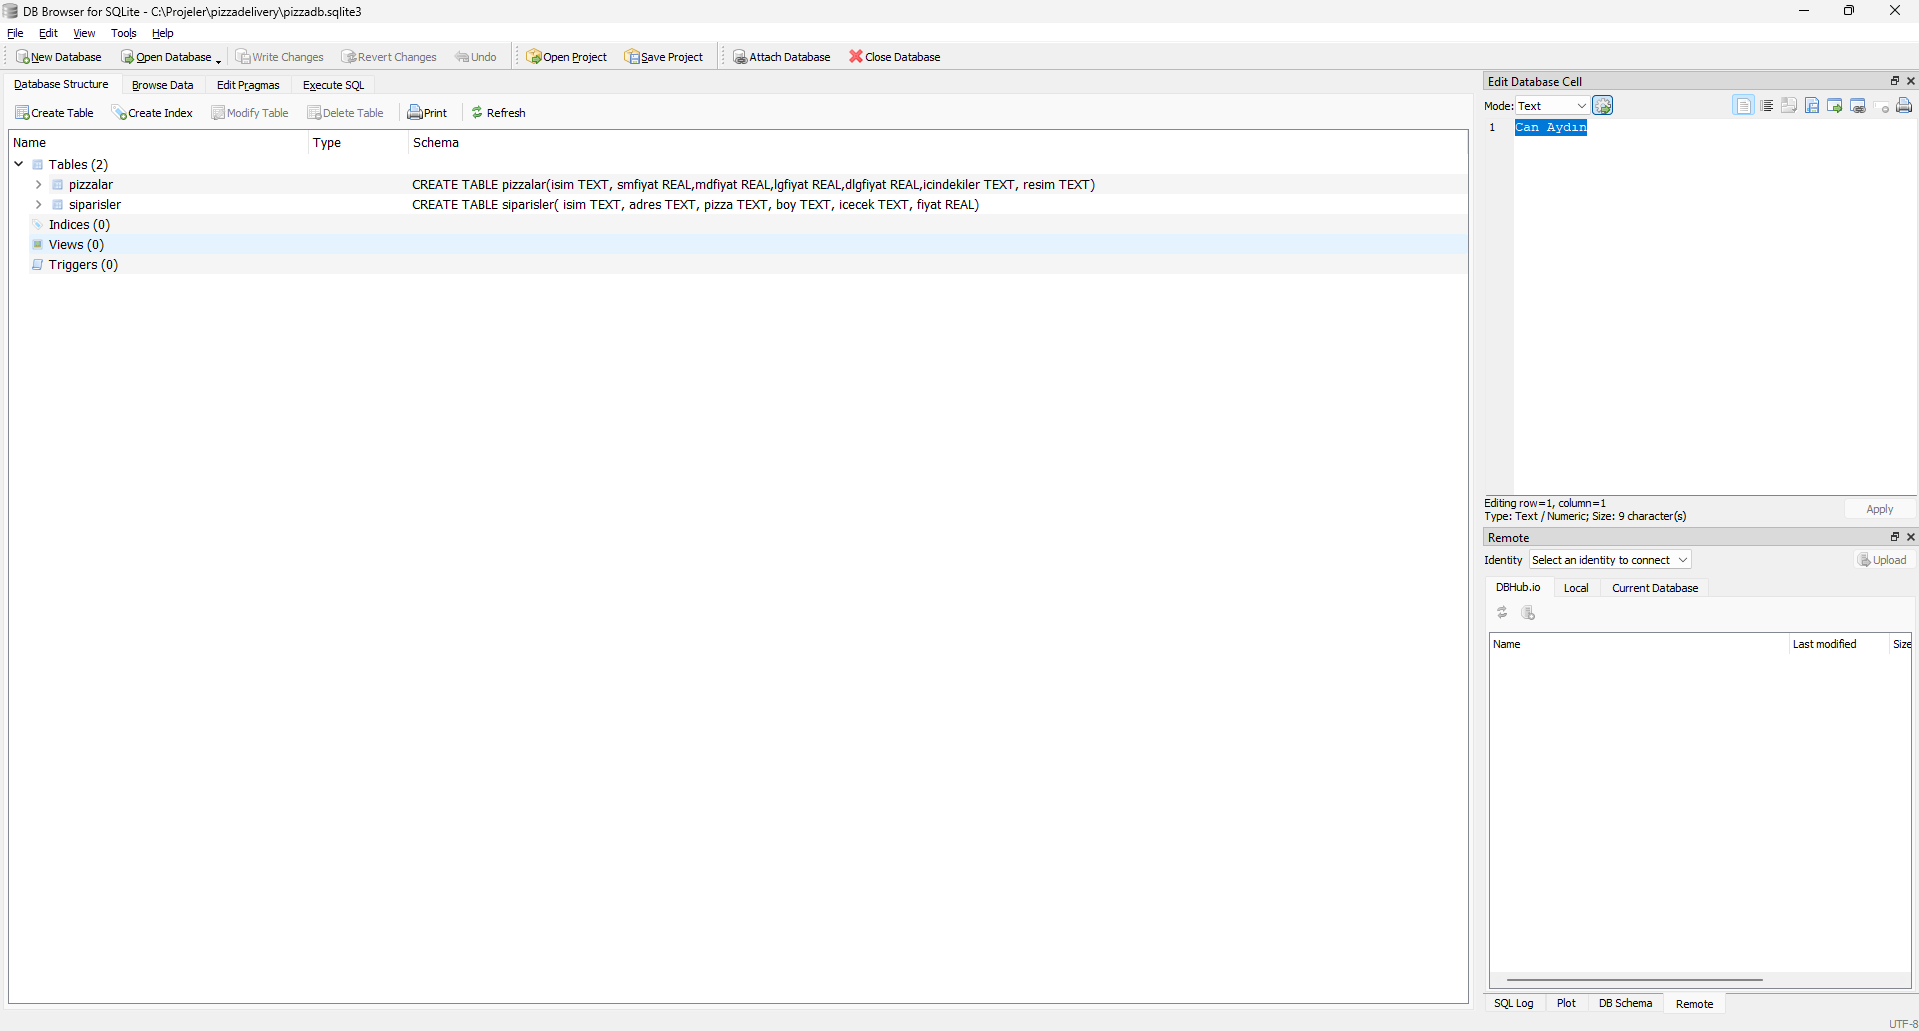 DB Browser for SQLite - C:\Projeler\pizzadelivery\pizzadb.sqlite3
File Edit View Tools Help
New Database Open Database Write Changes Revert Changes Undo Open Project Save Project Attach Database Close Database
Database Structure Browse Data Edit Pragmas Execute SQL
Create Table Create Index Modify Table Delete Table Print Refresh
Name Type Schema
Tables (2)
pizzalar CREATE TABLE pizzalar(isim TEXT, smfiyat REAL,mdfiyat REAL,lgfiyat REAL,dlgfiyat REAL,icindekiler TEXT, resim TEXT)
siparisler CREATE TABLE siparisler( isim TEXT, adres TEXT, pizza TEXT, boy TEXT, icecek TEXT, fiyat REAL)
Indices (0)
Views (0)
Triggers (0)
Edit Database Cell
Mode: Text
1 Can Aydın
Editing row=1, column=1
Type: Text / Numeric; Size: 9 character(s)
Apply
Remote
Identity Select an identity to connect Upload
DBHub.io Local Current Database
Name Last modified Size
SQL Log Plot DB Schema Remote
UTF-8